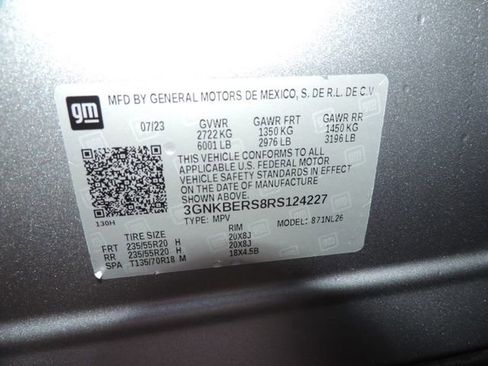 gm
MFD BY GENERAL MOTORS DE MEXICO, S. DE R.L. DE C.V
07/23 GVWR GAWR FRT GAWR RR
2722 KG 1350 KG 1450 KG
6001 LB 2976 LB 3196 LB
THIS VEHICLE CONFORMS TO ALL
APPLICABLE U.S. FEDERAL MOTOR
VEHICLE SAFETY STANDARDS IN EFFECT
ON THE DATE OF MANUFACTURE
SHOWN ABOVE.
3GNKBERS8RS124227
130H TYPE: MPV MODEL: 871NL26
TIRE SIZE RIM
FRT 235/55R20 H 20X8J
RR 235/55R20 H 20X8J
SPA T135/70R18 M 18X4.5B